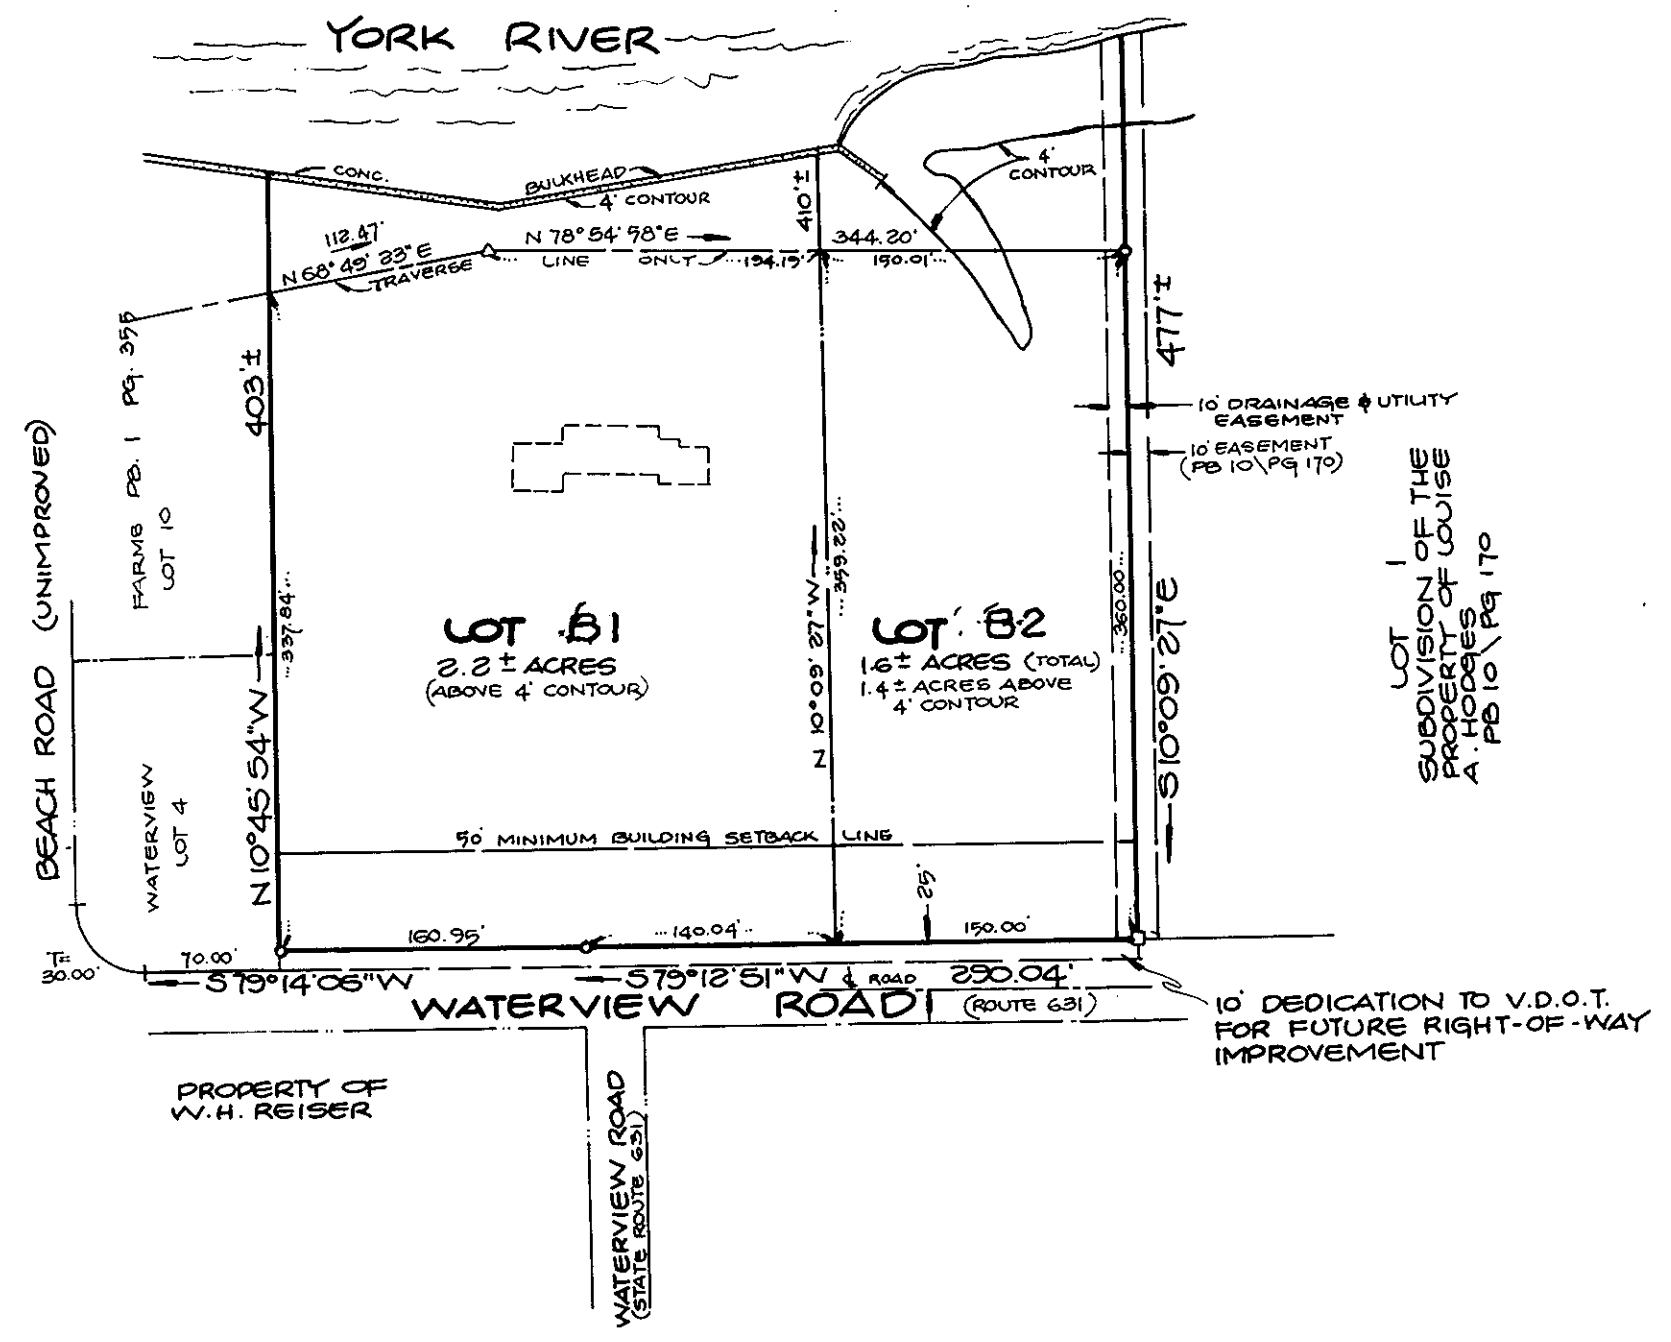 YORK RIVER
CONC.
BULKHEAD
4' CONTOUR
410'±
4'
CONTOUR
112.47'
N 68° 49' 23" E
TRAVERSE
N 78° 54' 58" E
LINE ONLY
194.19'
344.20'
150.01'
477'±
403'±
FARMS PB. 1 PG. 355
LOT 10
BEACH ROAD (UNIMPROVED)
10' DRAINAGE & UTILITY
EASEMENT
10' EASEMENT
(PB 10\PG 170)
LOT 1
SUBDIVISION OF THE
PROPERTY OF LOUISE
A. HODGES
PB 10\PG 170
337.84'
N 10° 45' 54" W
LOT B1
2.2 ± ACRES
(ABOVE 4' CONTOUR)
N 10° 09' 27" W
359.22'
LOT B2
1.6± ACRES (TOTAL)
1.4± ACRES ABOVE
4' CONTOUR
360.00
S 10° 09' 27" E
WATERVIEW
LOT 4
50' MINIMUM BUILDING SETBACK LINE
25'
160.95'
140.04'
150.00'
T=
30.00'
70.00'
S 79° 14' 06" W
S 79° 12' 51" W
℄ ROAD
290.04'
WATERVIEW ROAD
(ROUTE 631)
10' DEDICATION TO V.D.O.T.
FOR FUTURE RIGHT-OF-WAY
IMPROVEMENT
PROPERTY OF
W.H. REISER
WATERVIEW ROAD
(STATE ROUTE 631)